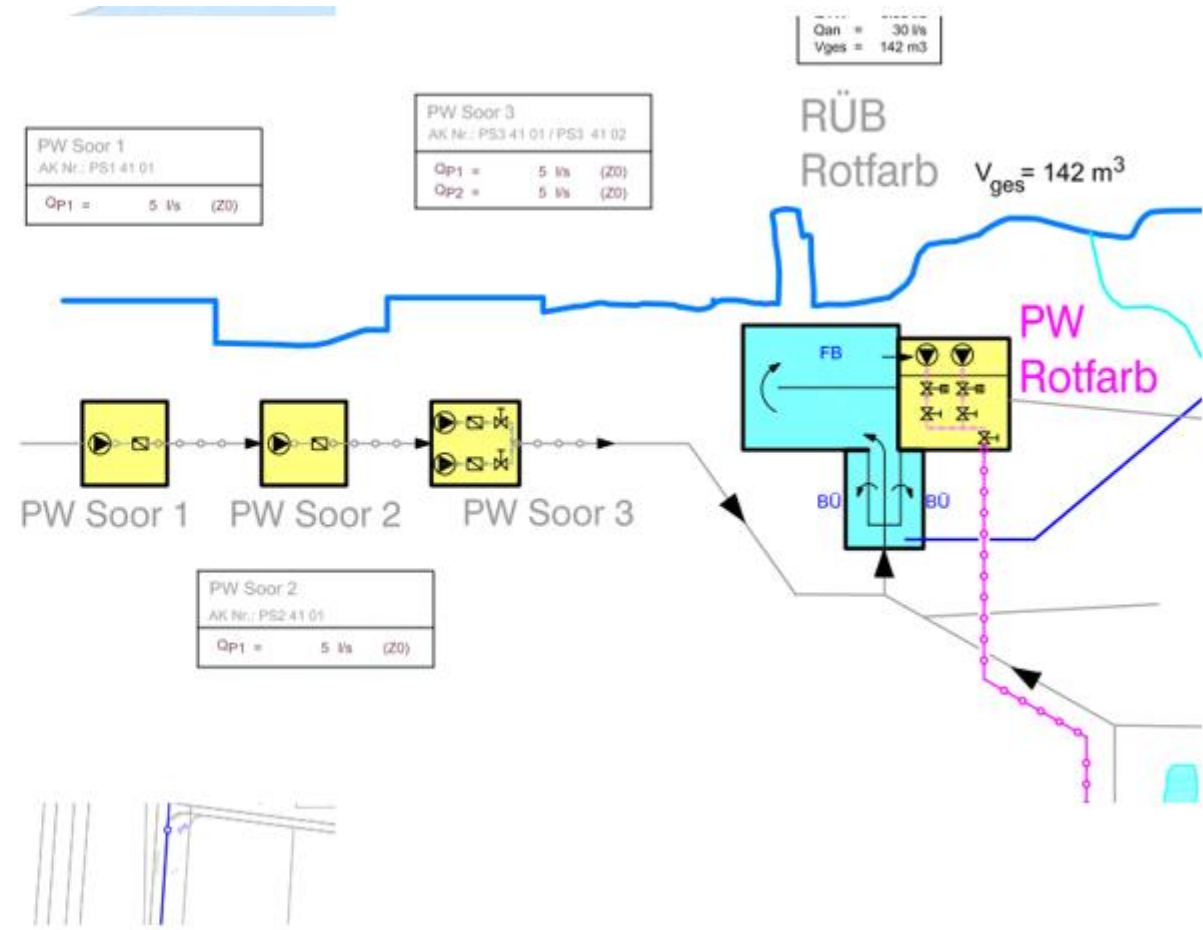 Qan = 30 l/s
Vges = 142 m3
RÜB
Rotfarb
Vges= 142 m3
PW Soor 1
AK Nr.: PS1 41 01
QP1 = 5 l/s (Z0)
PW Soor 3
AK Nr.: PS3 41 01 / PS3 41 02
QP1 = 5 l/s (Z0)
QP2 = 5 l/s (Z0)
PW
Rotfarb
FB
BÜ
BÜ
PW Soor 1
PW Soor 2
PW Soor 3
PW Soor 2
AK Nr.: PS2 41 01
QP1 = 5 l/s (Z0)